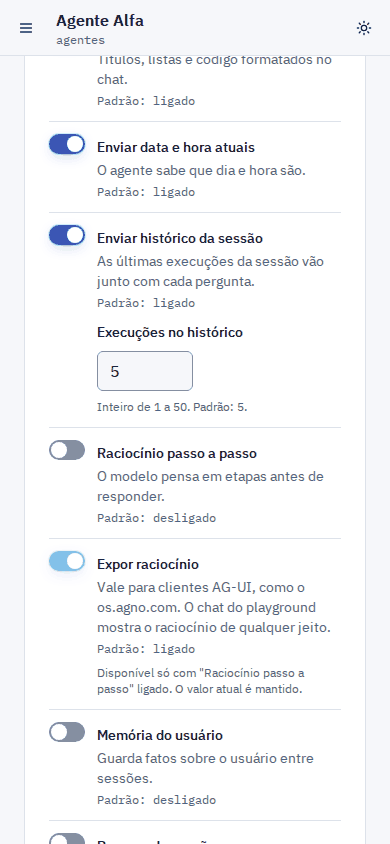 Agente Alfa
agentes
Títulos, listas e código formatados no
chat.
Padrão: ligado
Enviar data e hora atuais
O agente sabe que dia e hora são.
Padrão: ligado
Enviar histórico da sessão
As últimas execuções da sessão vão
junto com cada pergunta.
Padrão: ligado
Execuções no histórico
5
Inteiro de 1 a 50. Padrão: 5.
Raciocínio passo a passo
O modelo pensa em etapas antes de
responder.
Padrão: desligado
Expor raciocínio
Vale para clientes AG-UI, como o
os.agno.com. O chat do playground
mostra o raciocínio de qualquer jeito.
Padrão: ligado
Disponível só com "Raciocínio passo a
passo" ligado. O valor atual é mantido.
Memória do usuário
Guarda fatos sobre o usuário entre
sessões.
Padrão: desligado